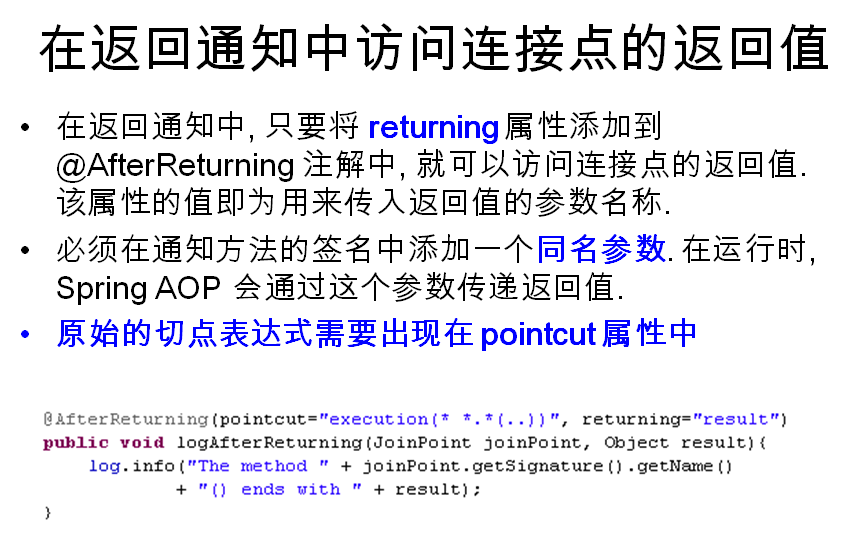 在返回通知中访问连接点的返回值
• 在返回通知中, 只要将 returning 属性添加到
@AfterReturning 注解中, 就可以访问连接点的返回值.
该属性的值即为用来传入返回值的参数名称.
• 必须在通知方法的签名中添加一个同名参数. 在运行时,
Spring AOP 会通过这个参数传递返回值.
• 原始的切点表达式需要出现在 pointcut 属性中
@AfterReturning(pointcut="execution(* *.*(..))", returning="result")
public void logAfterReturning(JoinPoint joinPoint, Object result){
log.info("The method " + joinPoint.getSignature().getName()
+ "() ends with " + result);
}